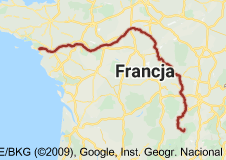 Francja
E/BKG (©2009), Google, Inst. Geogr. Nacional